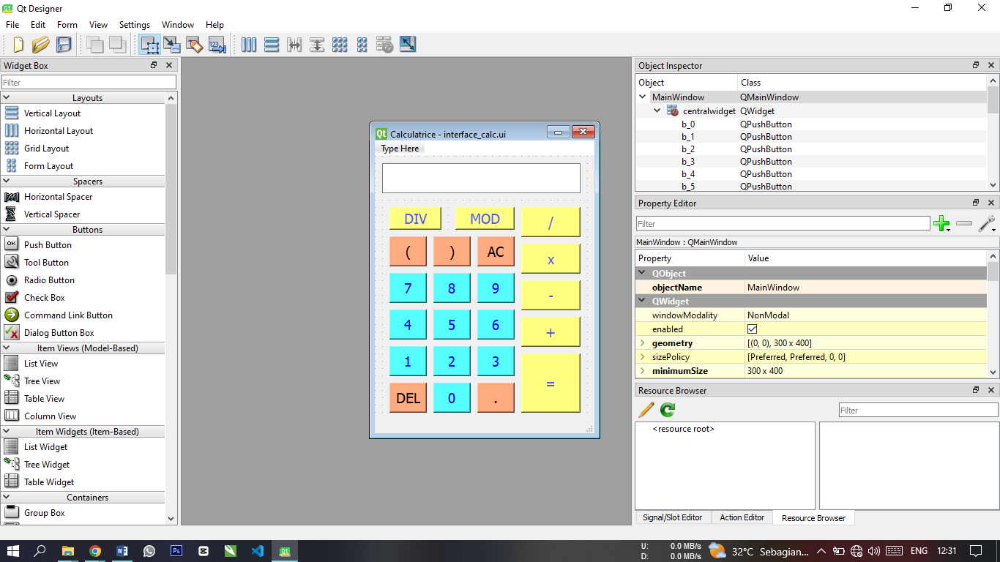 Qt Designer
File Edit Form View Settings Window Help
Widget Box
Filter
Layouts
Vertical Layout
Horizontal Layout
Grid Layout
Form Layout
Spacers
Horizontal Spacer
Vertical Spacer
Buttons
OK Push Button
Tool Button
Radio Button
Check Box
Command Link Button
Dialog Button Box
Item Views (Model-Based)
List View
Tree View
Table View
Column View
Item Widgets (Item-Based)
List Widget
Tree Widget
Table Widget
Containers
Group Box
Qt Calculatrice - interface_calc.ui
Type Here
DIV MOD /
( ) AC x
7 8 9 -
4 5 6 +
1 2 3 =
DEL 0 .
Object Inspector
Object Class
MainWindow QMainWindow
centralwidget QWidget
b_0 QPushButton
b_1 QPushButton
b_2 QPushButton
b_3 QPushButton
b_4 QPushButton
b_5 QPushButton
Property Editor
Filter
MainWindow : QMainWindow
Property Value
QObject
objectName MainWindow
QWidget
windowModality NonModal
enabled
geometry [(0, 0), 300 x 400]
sizePolicy [Preferred, Preferred, 0, 0]
minimumSize 300 x 400
Resource Browser
Filter
<resource root>
Signal/Slot Editor Action Editor Resource Browser
U: 0.0 MB/s
D: 0.0 MB/s
32°C Sebagian... ENG 12:31